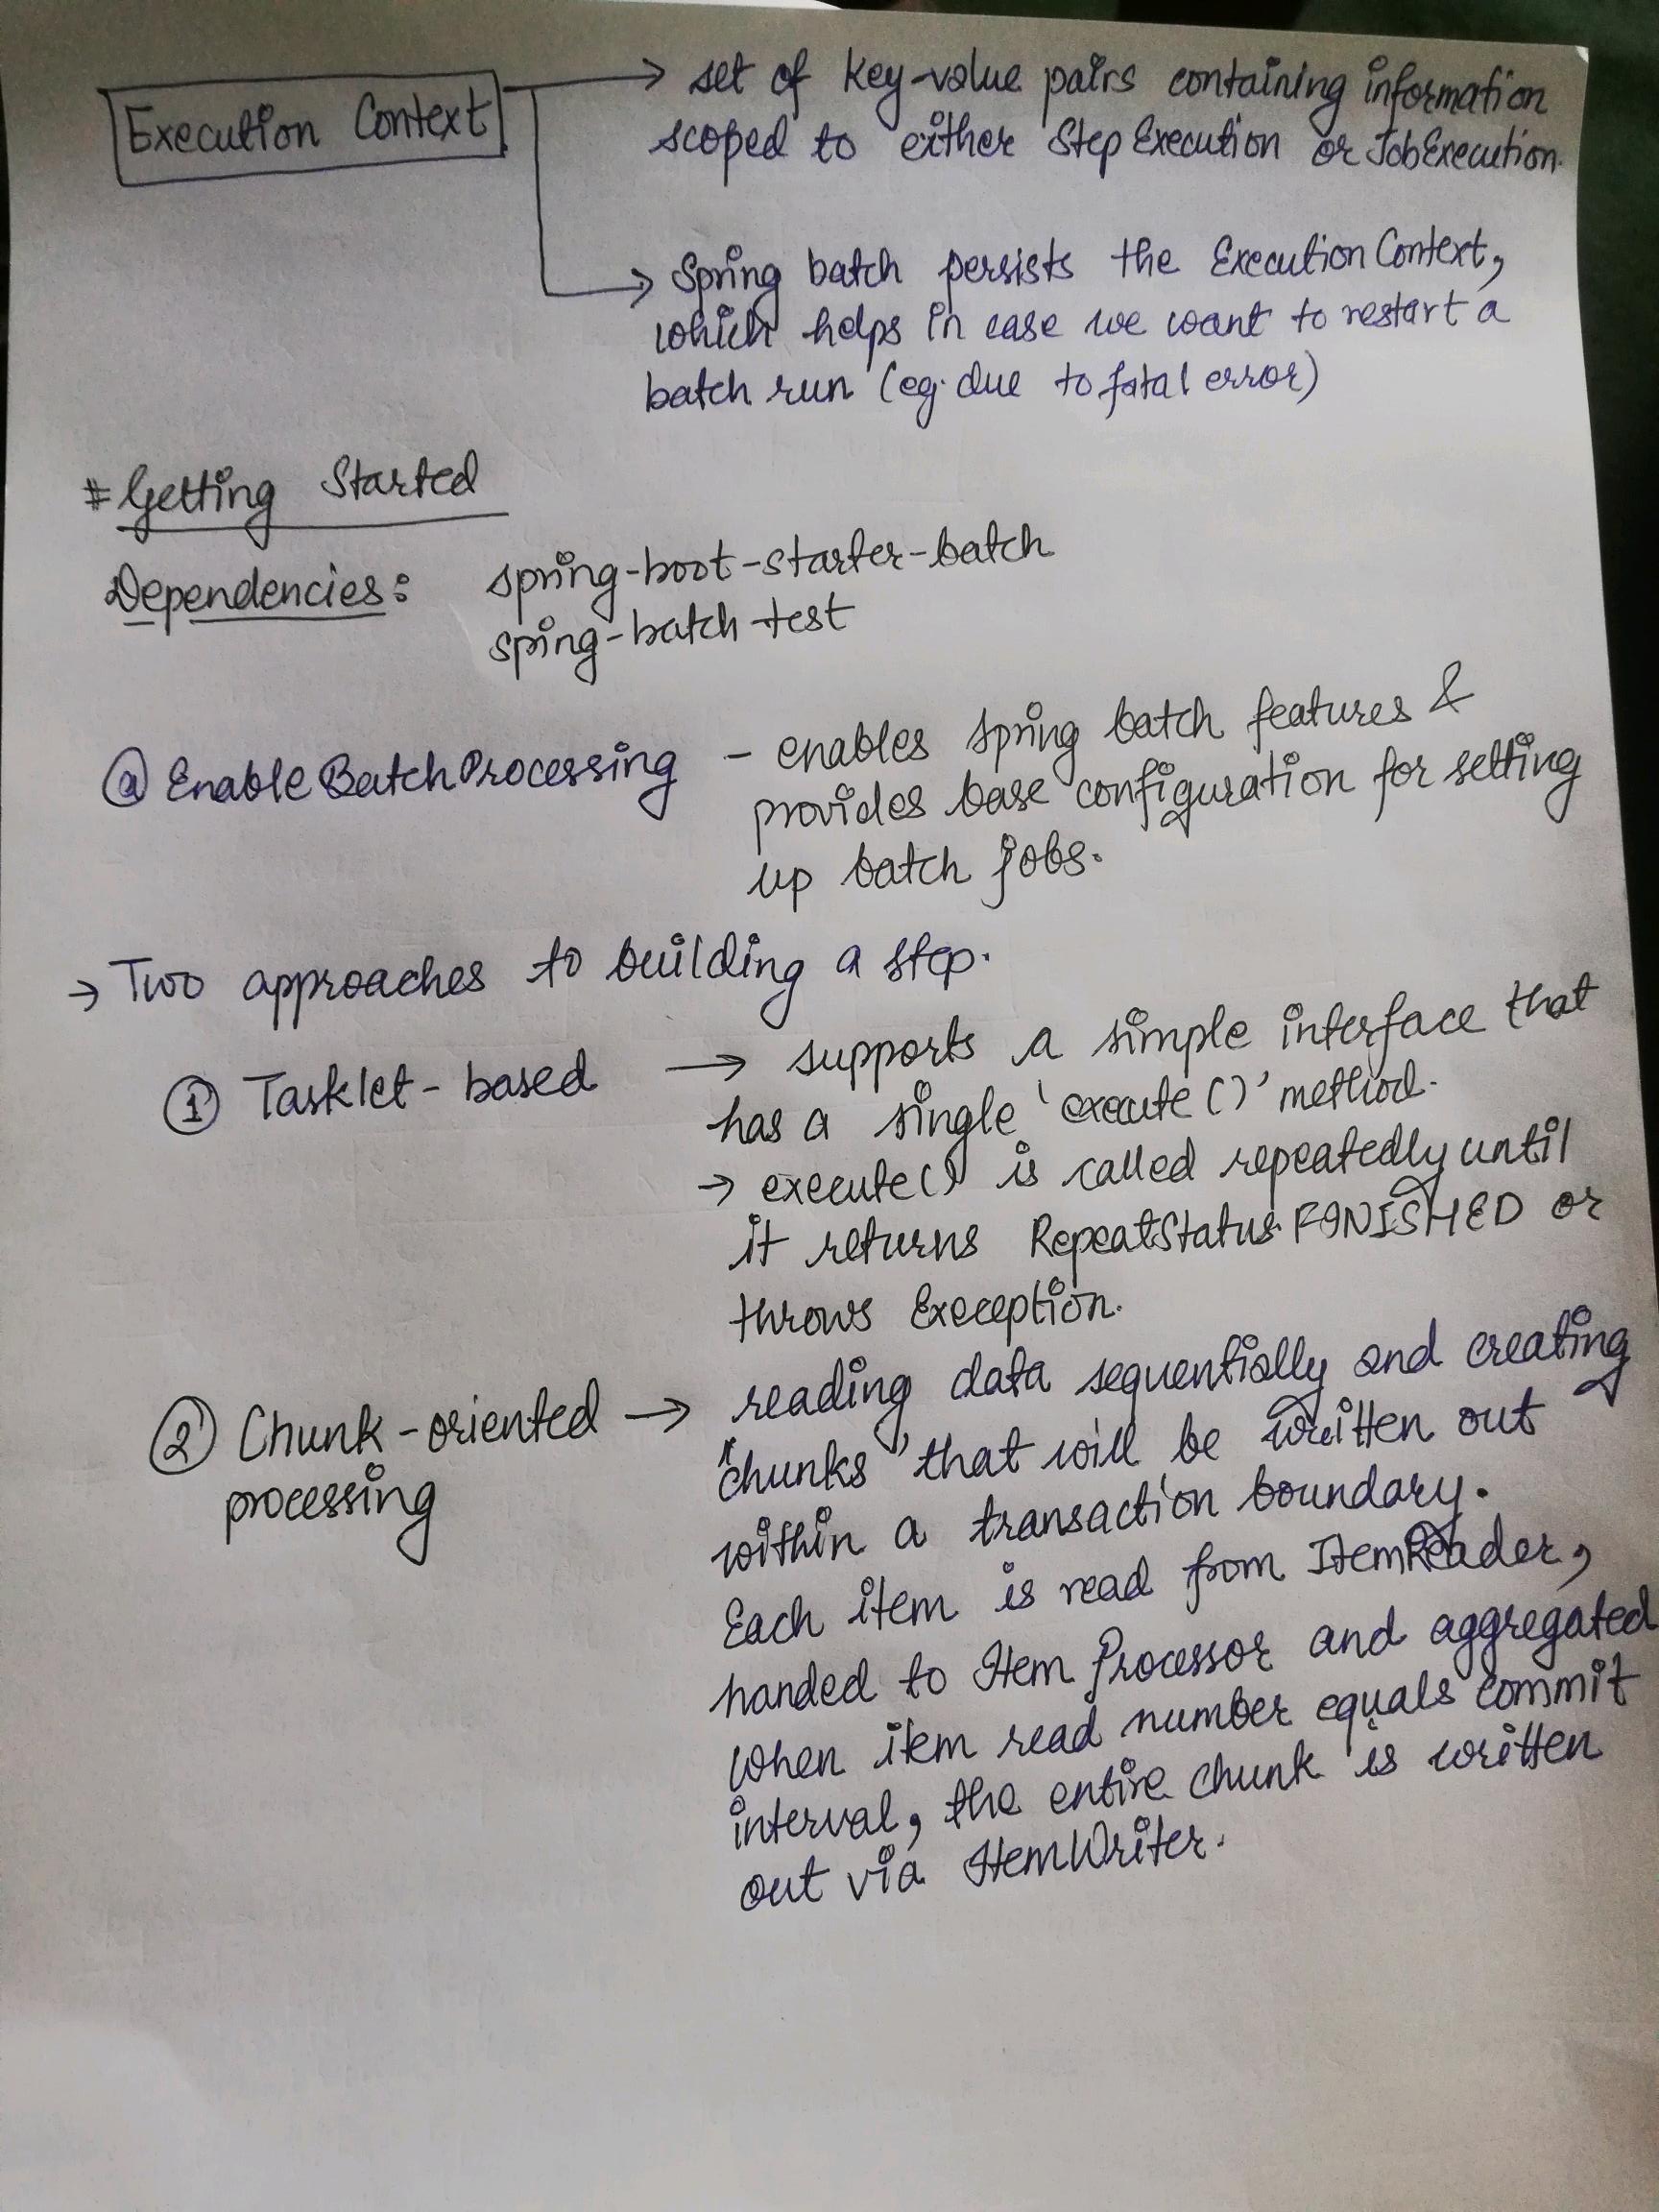 Execution Context → set of key-value pairs containing information
scoped to either StepExecution or JobExecution.
→ Spring batch persists the ExecutionContext,
which helps in case we want to restart a
batch run (eg. due to fatal error)
# Getting Started
Dependencies: spring-boot-starter-batch
spring-batch-test
@EnableBatchProcessing - enables spring batch features &
provides base configuration for setting
up batch jobs.
→ Two approaches to building a step.
① Tasklet-based → supports a simple interface that
has a single 'execute()' method.
→ execute() is called repeatedly until
it returns RepeatStatus.FINISHED or
throws Exception.
② Chunk-oriented → reading data sequentially and creating
processing "chunks" that will be written out
within a transaction boundary.
Each item is read from ItemReader,
handed to ItemProcessor and aggregated
when item read number equals commit
interval, the entire chunk is written
out via ItemWriter.